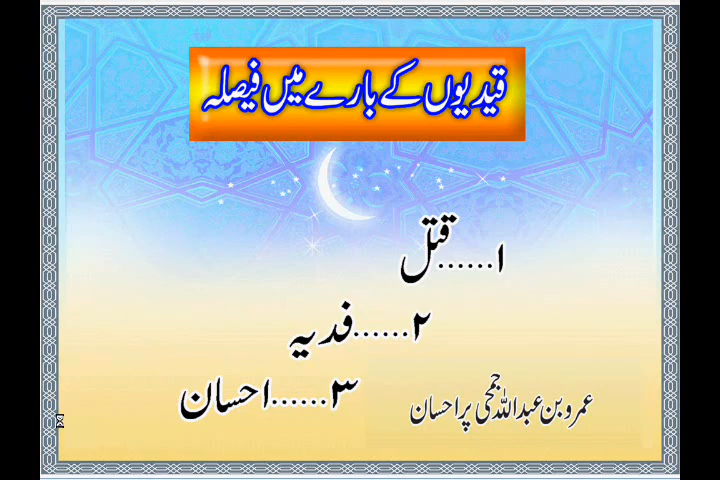 قیدیوں کے بارے میں فیصلہ
۱......قتل
۲......فدیہ
۳......احسان
عمرو بن عبداللہ جمحی پر احسان